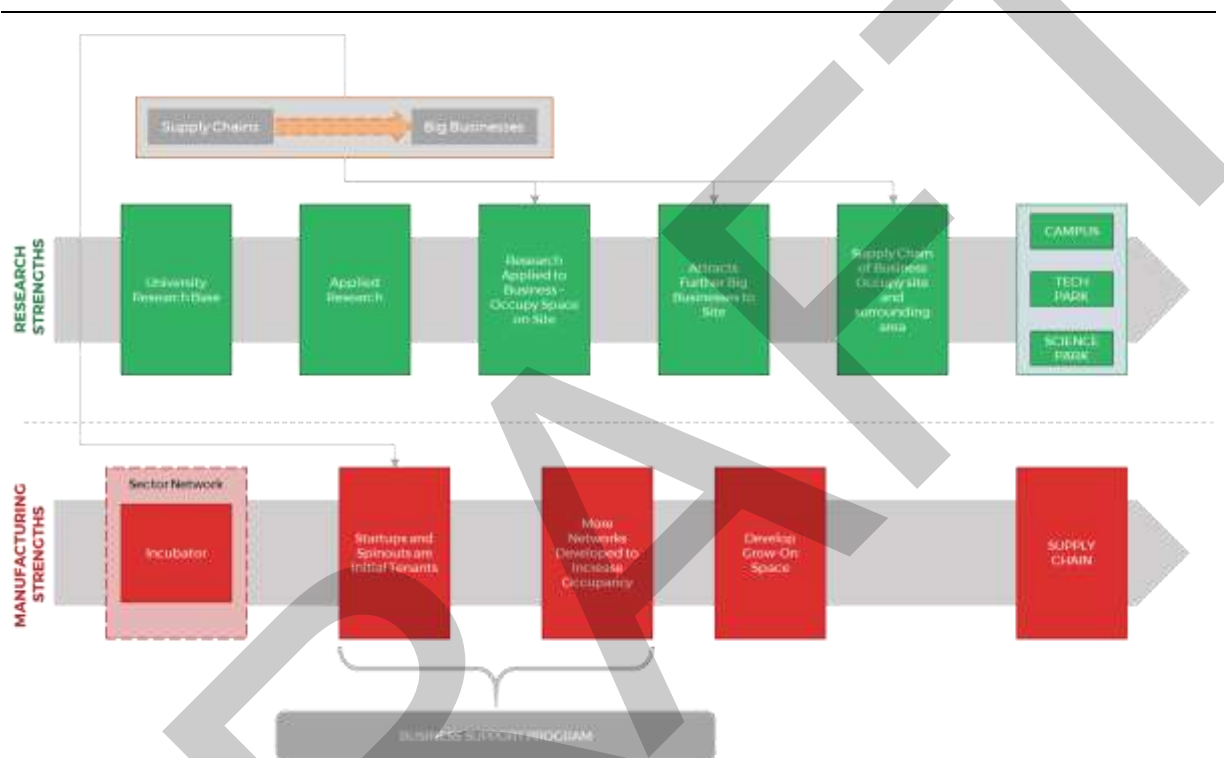 Supply Chains
Big Businesses
RESEARCH
STRENGTHS
University
Research Base
Applied
Research
Research
Applied to
Business -
Occupy Space
on Site
Attracts
Further Big
Businesses to
Site
Supply Chain
of Business
Occupy site
and
surrounding
area
CAMPUS
TECH
PARK
SCIENCE
PARK
MANUFACTURING
STRENGTHS
Sector Network
Incubator
Startups and
Spinouts are
Initial Tenants
More
Networks
Developed to
Increase
Occupancy
Develop
Grow-On
Space
SUPPLY
CHAIN
BUSINESS SUPPORT PROGRAM
DRAFT